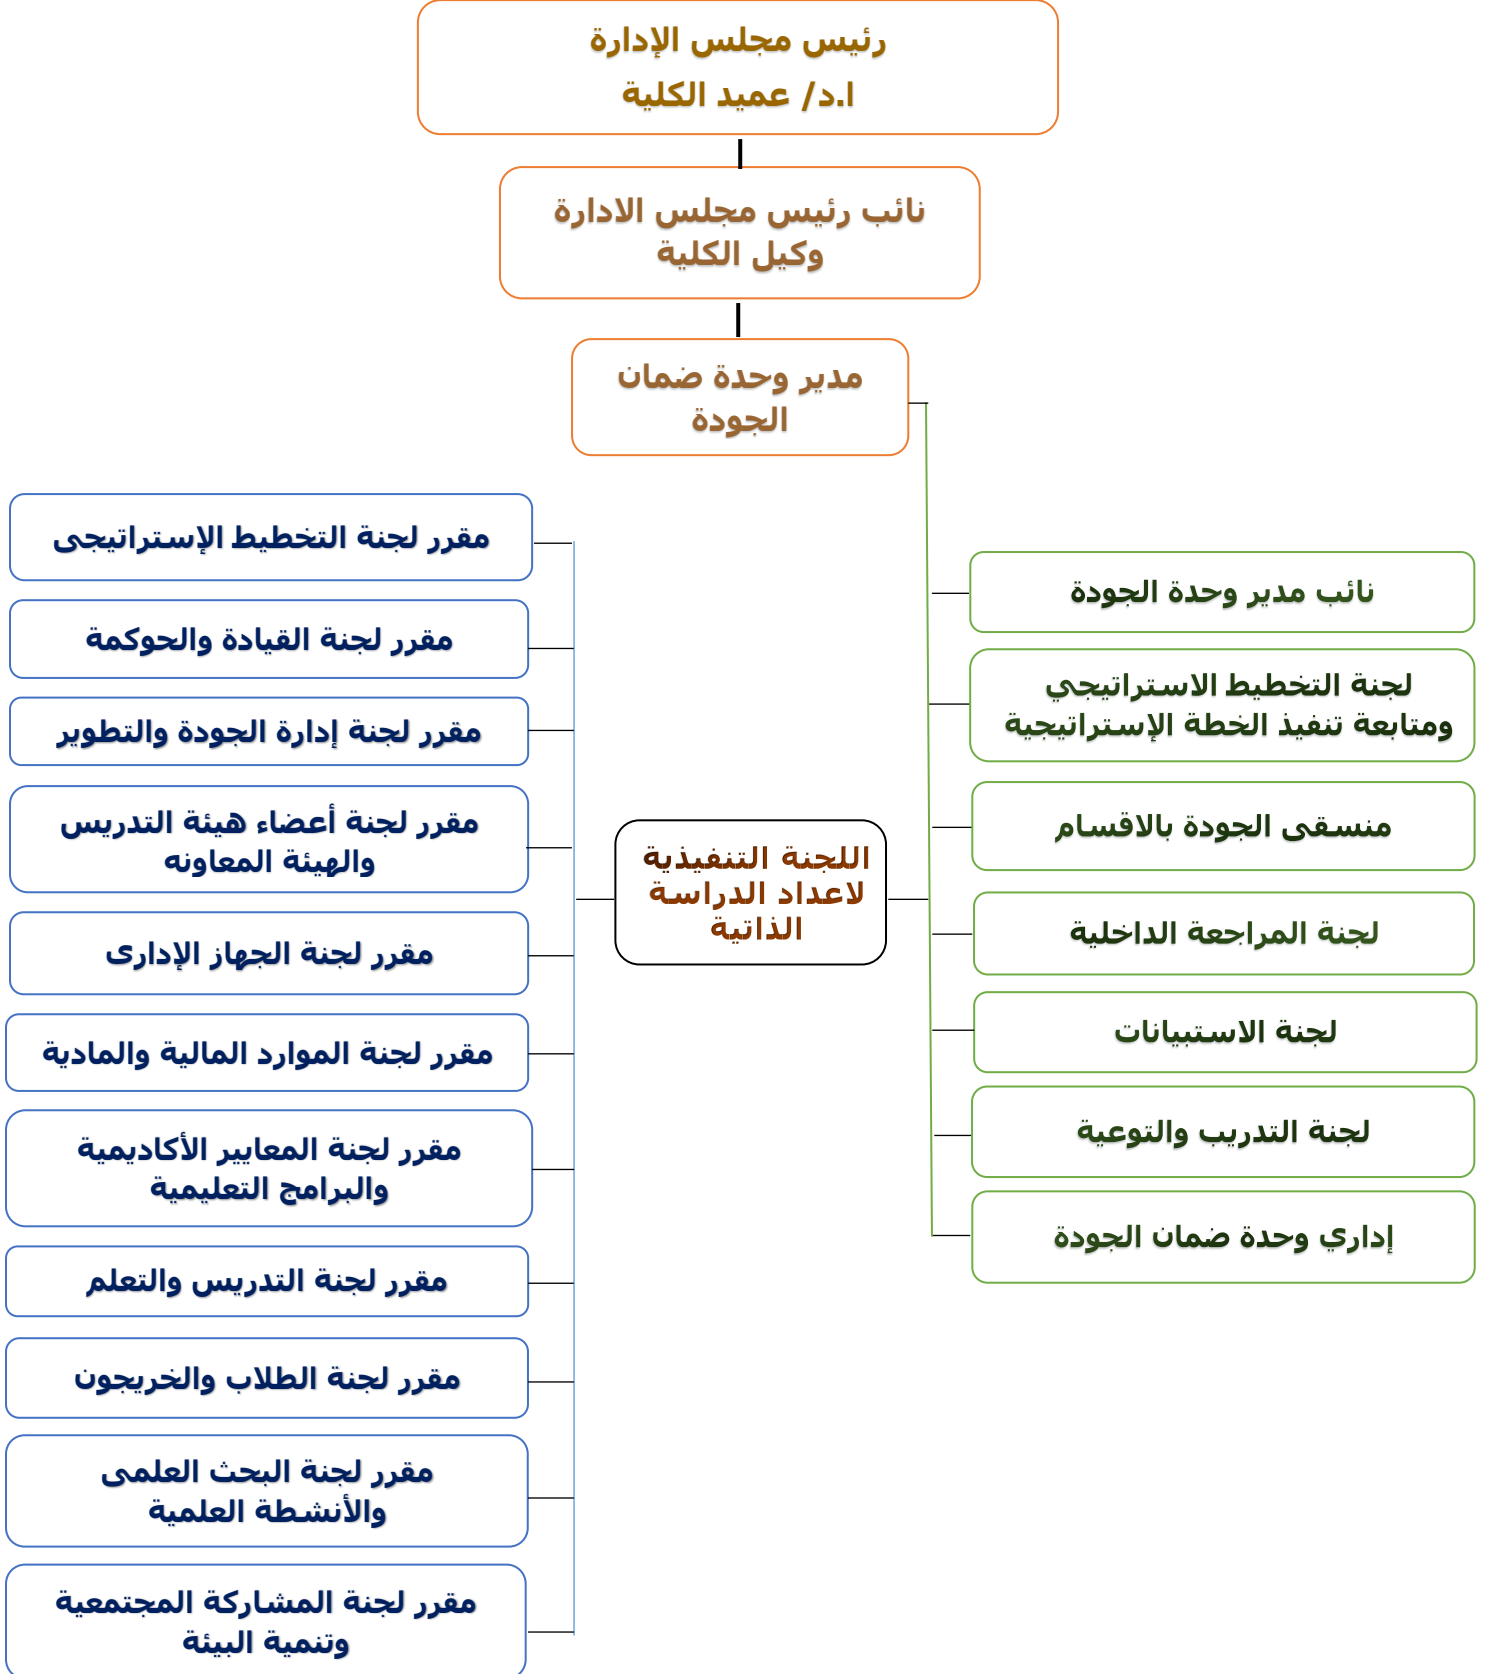 رئيس مجلس الإدارة
ا.د/ عميد الكلية
نائب رئيس مجلس الادارة
وكيل الكلية
مدير وحدة ضمان
الجودة
نائب مدير وحدة الجودة
لجنة التخطيط الاستراتيجي
ومتابعة تنفيذ الخطة الإستراتيجية
منسقى الجودة بالاقسام
لجنة المراجعة الداخلية
لجنة الاستبيانات
لجنة التدريب والتوعية
إداري وحدة ضمان الجودة
اللجنة التنفيذية
لاعداد الدراسة
الذاتية
مقرر لجنة التخطيط الإستراتيجى
مقرر لجنة القيادة والحوكمة
مقرر لجنة إدارة الجودة والتطوير
مقرر لجنة أعضاء هيئة التدريس
والهيئة المعاونه
مقرر لجنة الجهاز الإدارى
مقرر لجنة الموارد المالية والمادية
مقرر لجنة المعايير الأكاديمية
والبرامج التعليمية
مقرر لجنة التدريس والتعلم
مقرر لجنة الطلاب والخريجون
مقرر لجنة البحث العلمى
والأنشطة العلمية
مقرر لجنة المشاركة المجتمعية
وتنمية البيئة